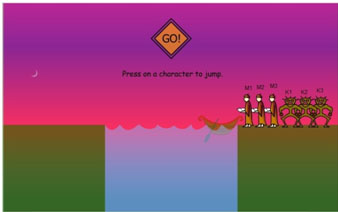 GO!
Press on a character to jump.
M1 M2 M3 K1 K2 K3